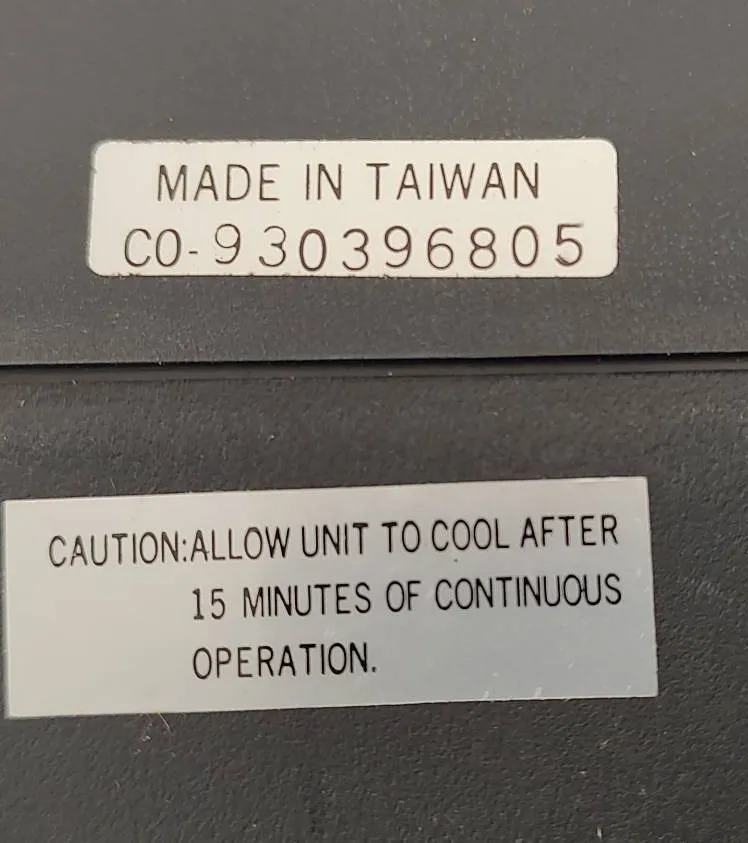 MADE IN TAIWAN
CO-930396805
CAUTION:ALLOW UNIT TO COOL AFTER
15 MINUTES OF CONTINUOUS
OPERATION.